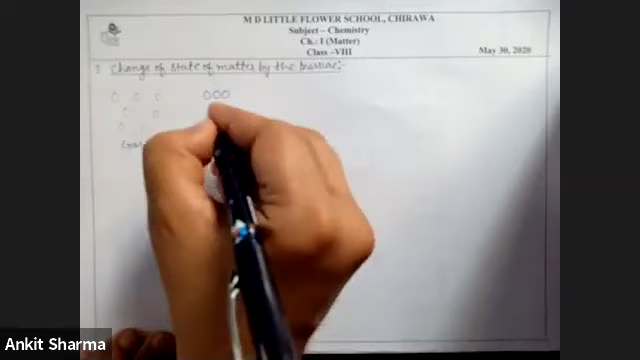 M D LITTLE FLOWER SCHOOL, CHIRAWA
Subject – Chemistry
Ch.: I (Matter)
Class –VIII
May 30, 2020
Change of state of matter by the Pressure:-
Ankit Sharma